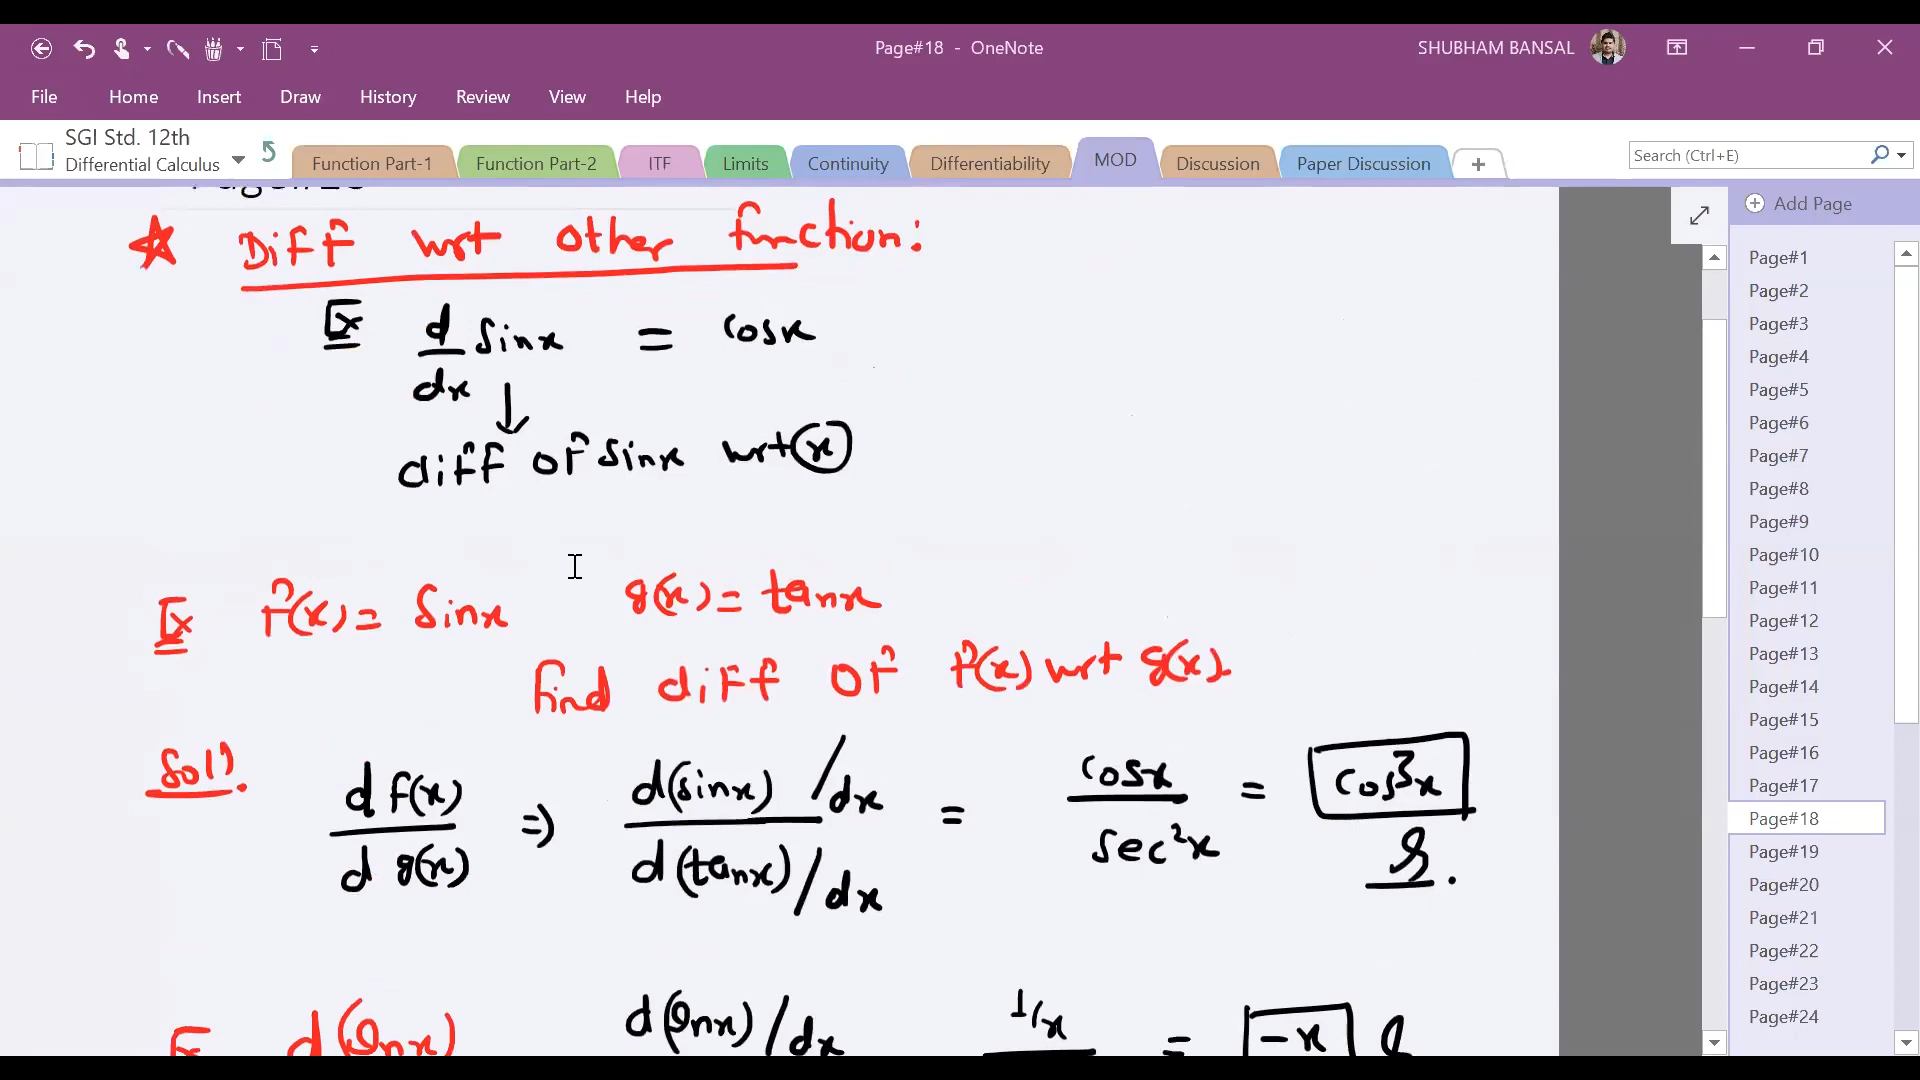 Page#18 - OneNote
SHUBHAM BANSAL
File Home Insert Draw History Review View Help
SGI Std. 12th
Differential Calculus
Function Part-1 Function Part-2 ITF Limits Continuity Differentiability MOD Discussion Paper Discussion +
Search (Ctrl+E)
Add Page
Diff wrt other function:
Ex d/dx sinx = cosx
diff of sinx wrt x
Ex f(x) = sinx g(x) = tanx
find diff of f(x) wrt g(x).
Sol).
d f(x) / d g(x) => d(sinx)/dx / d(tanx)/dx = cosx / sec²x = cos³x
Ex d(lnx) d(lnx)/dx 1/x = -x
Page#1
Page#2
Page#3
Page#4
Page#5
Page#6
Page#7
Page#8
Page#9
Page#10
Page#11
Page#12
Page#13
Page#14
Page#15
Page#16
Page#17
Page#18
Page#19
Page#20
Page#21
Page#22
Page#23
Page#24